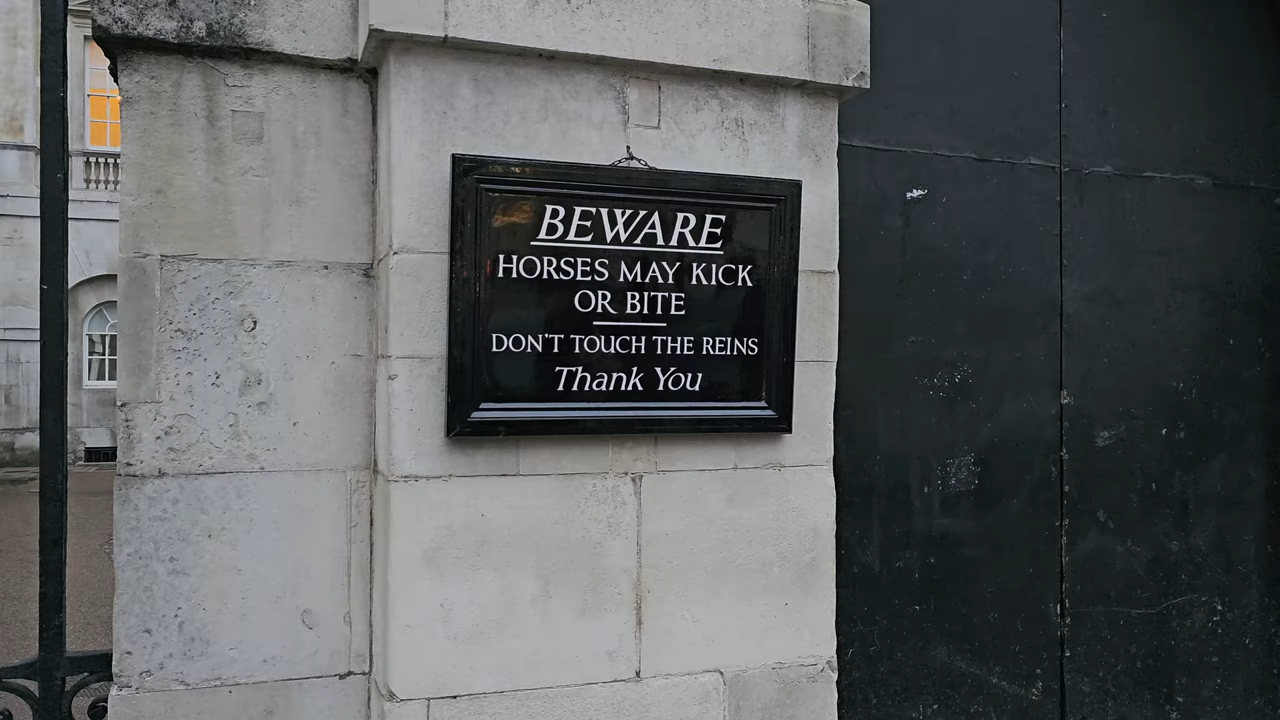 BEWARE
HORSES MAY KICK
OR BITE
DON'T TOUCH THE REINS
Thank You